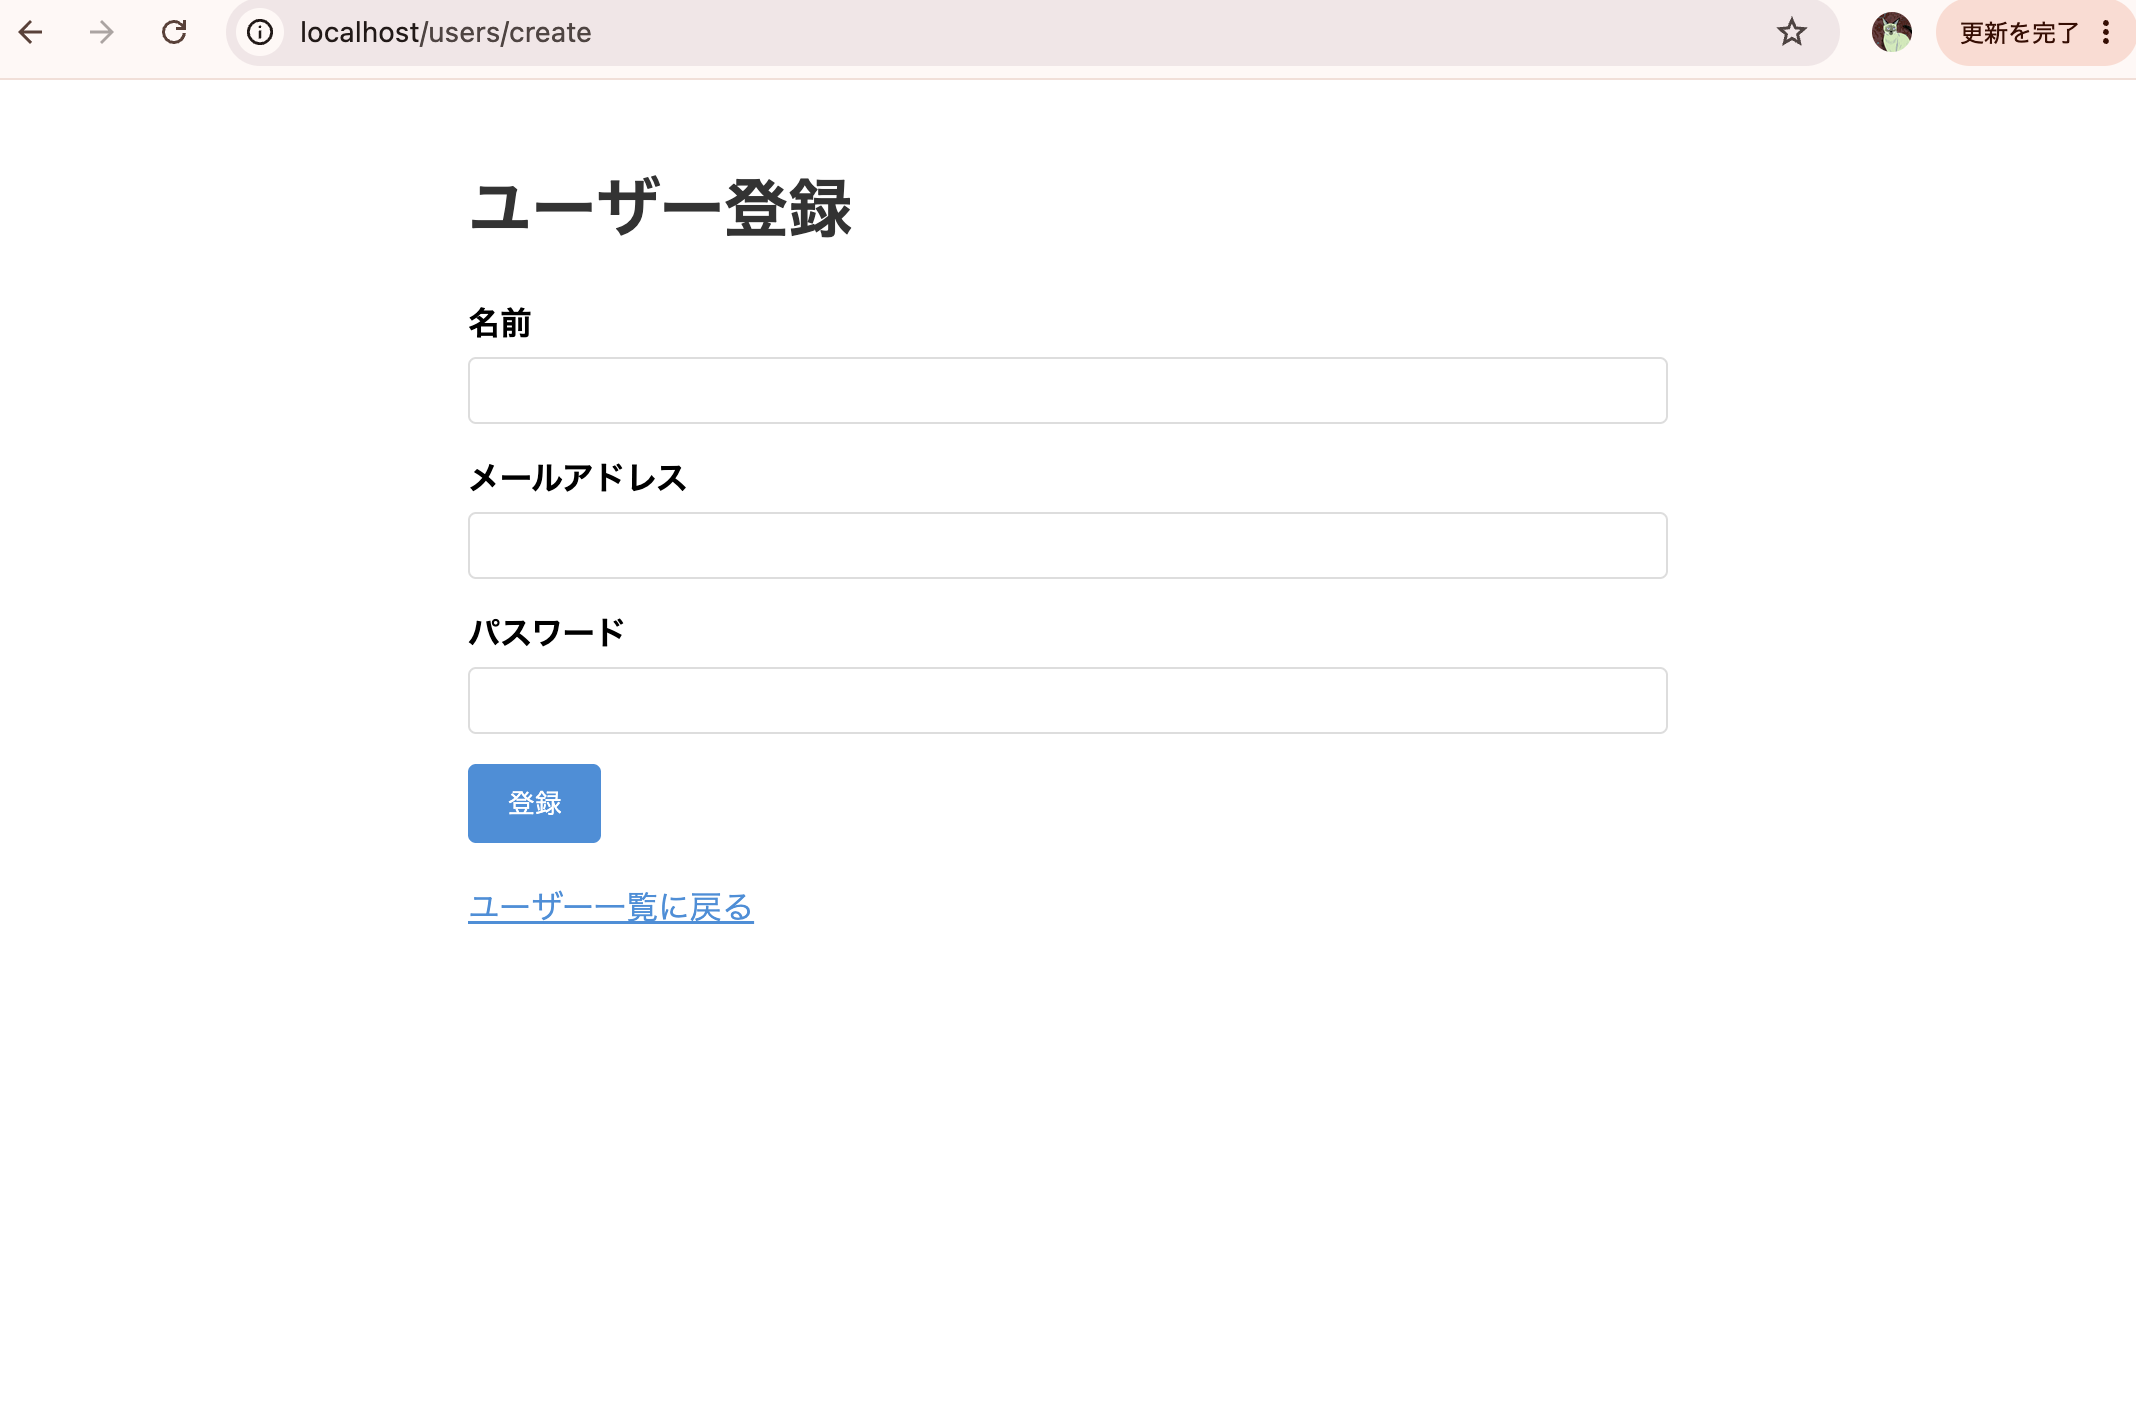 localhost/users/create
更新を完了
ユーザー登録
名前
メールアドレス
パスワード
登録
ユーザー一覧に戻る